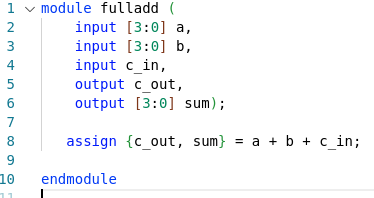 1 module fulladd (
2 input [3:0] a,
3 input [3:0] b,
4 input c_in,
5 output c_out,
6 output [3:0] sum);
7
8 assign {c_out, sum} = a + b + c_in;
9
10 endmodule
11